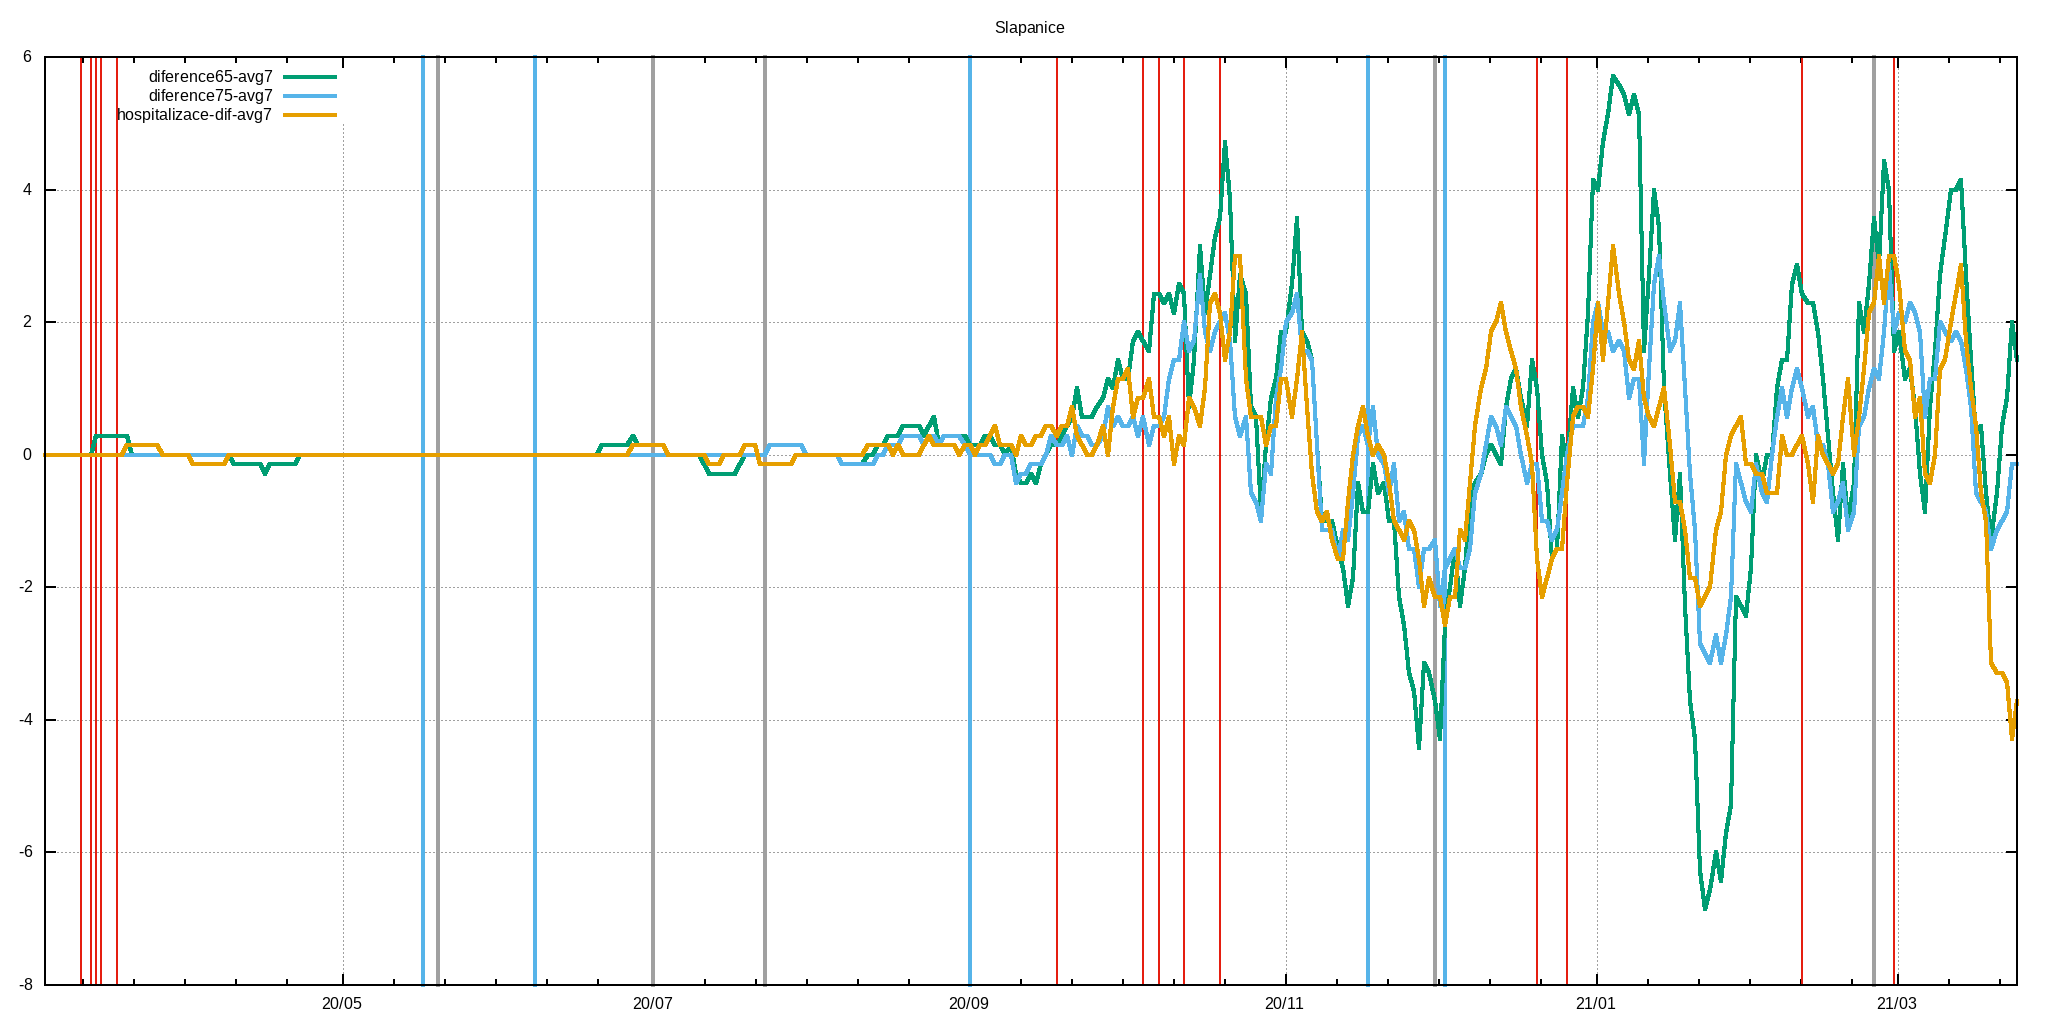 Slapanice
6
diference65-avg7
diference75-avg7
hospitalizace-dif-avg7
4
2
0
-2
-4
-6
-8
20/05 20/07 20/09 20/11 21/01 21/03